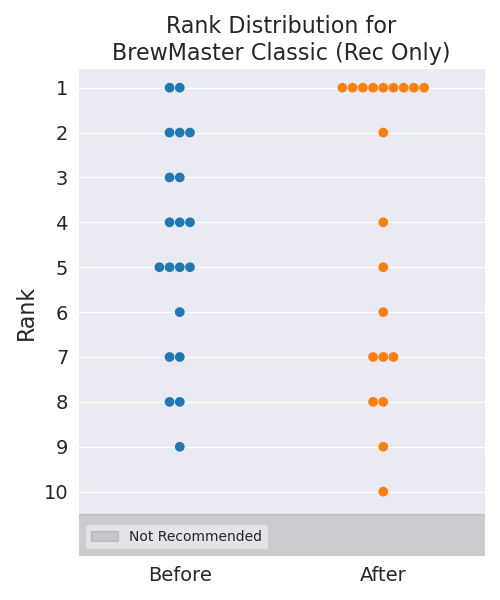 Rank Distribution for
BrewMaster Classic (Rec Only)
Rank
1
2
3
4
5
6
7
8
9
10
Not Recommended
Before
After